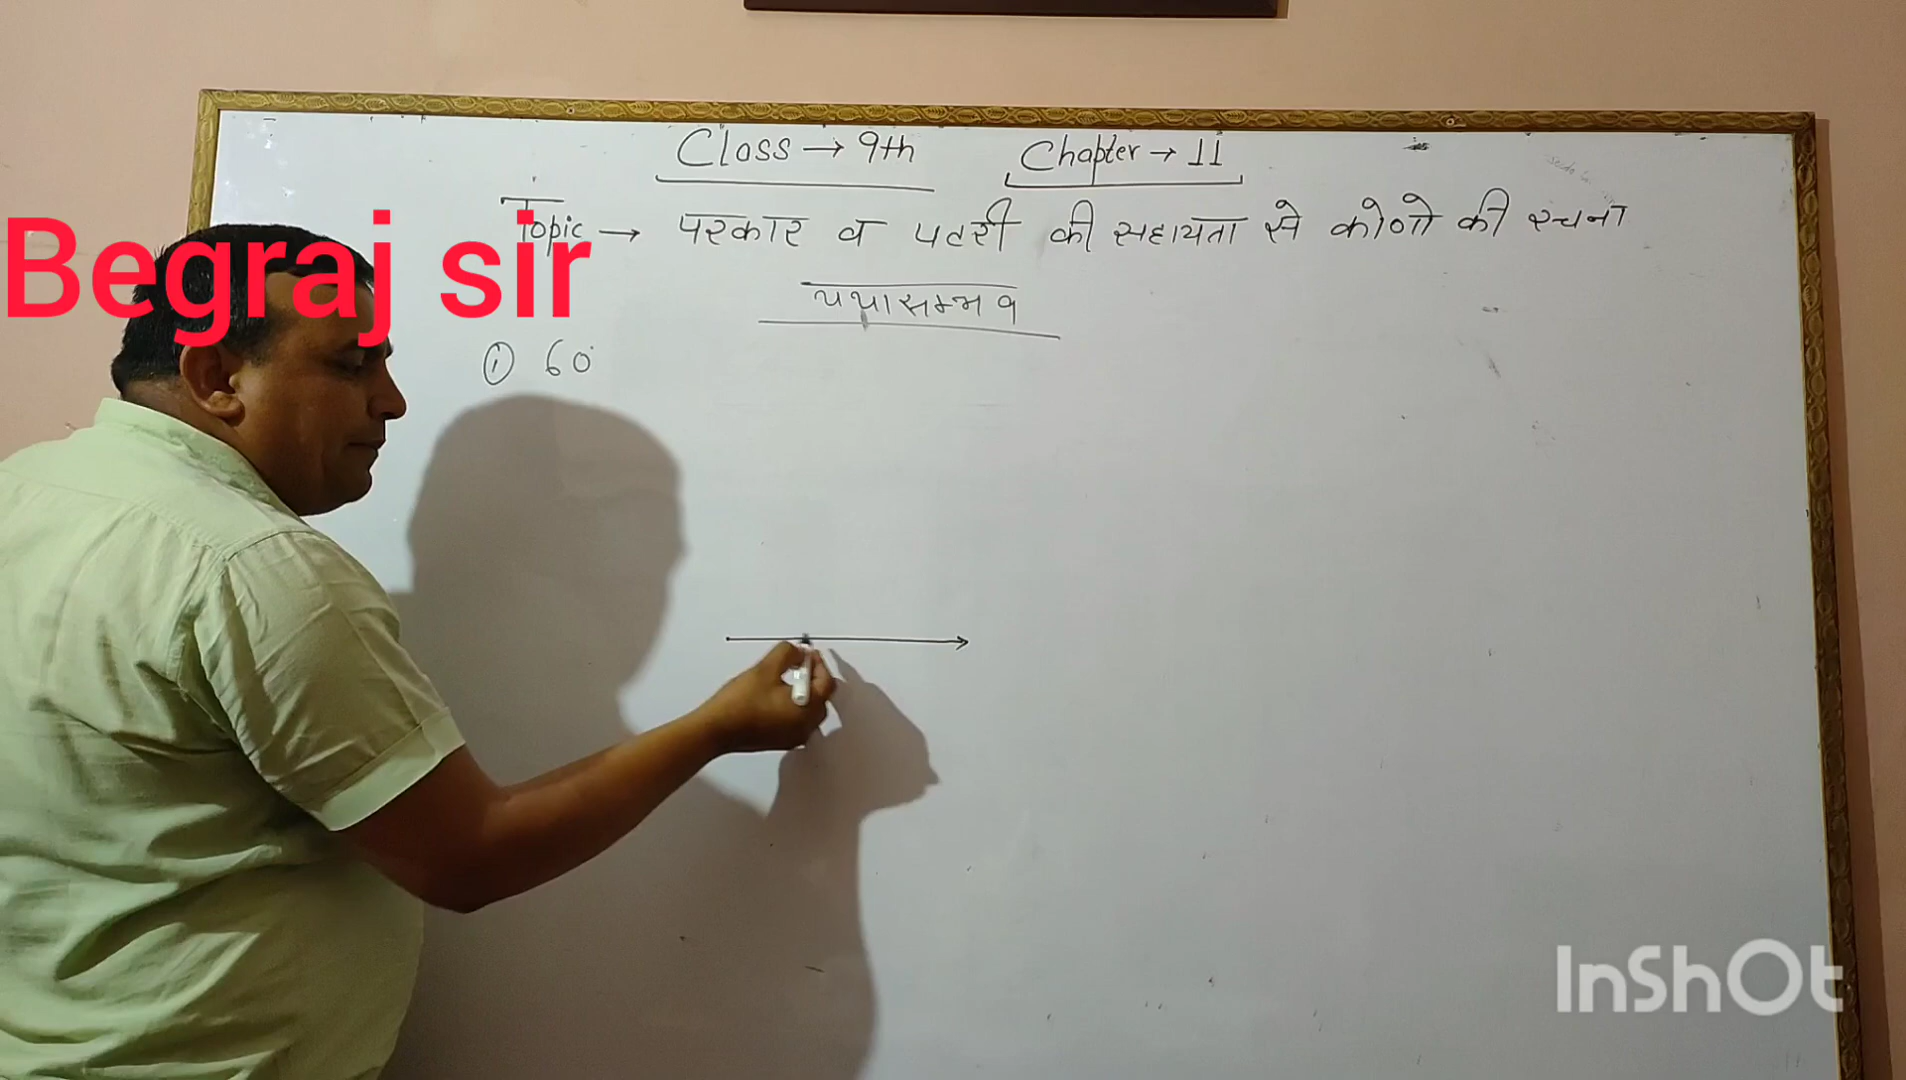 Class → 9th Chapter → 11
Topic → परकार व पटरी की सहायता से कोणो की रचना
Begraj sir
यथासम्भव
① 60°
InShOt